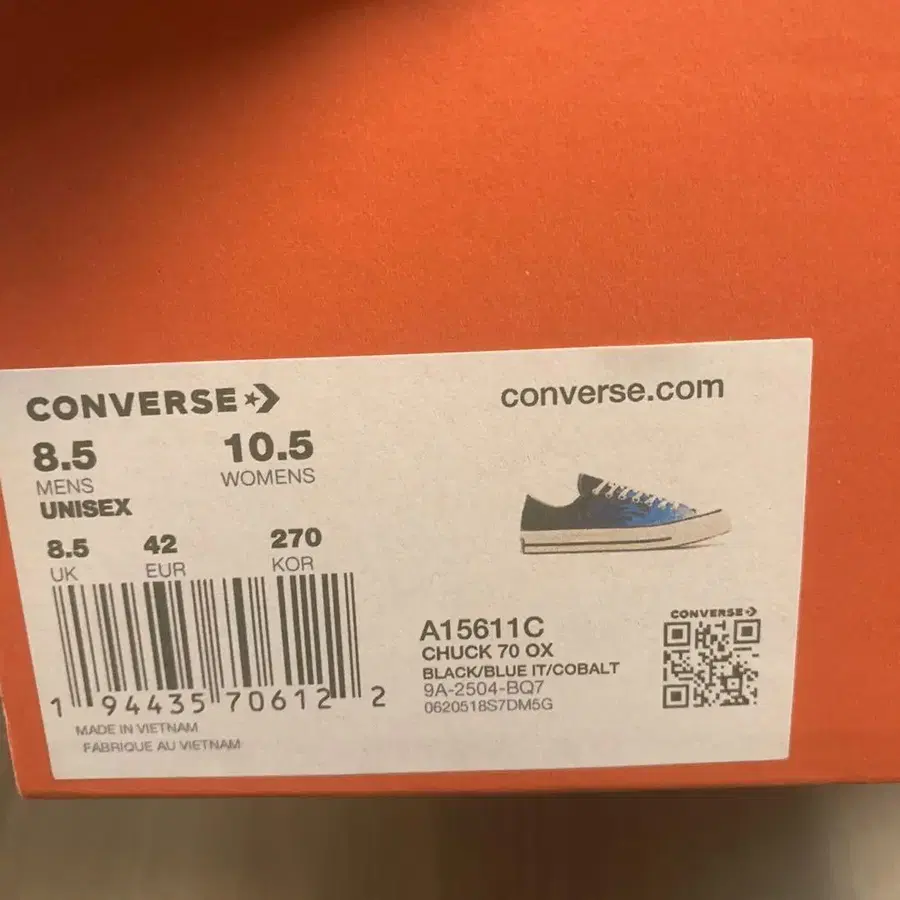 CONVERSE
converse.com
8.5 10.5
MENS WOMENS
UNISEX
8.5 42 270
UK EUR KOR
1 94435 70612 2
MADE IN VIETNAM
FABRIQUE AU VIETNAM
A15611C
CHUCK 70 OX
BLACK/BLUE IT/COBALT
9A-2504-BQ7
0620518S7DM5G
CONVERSE